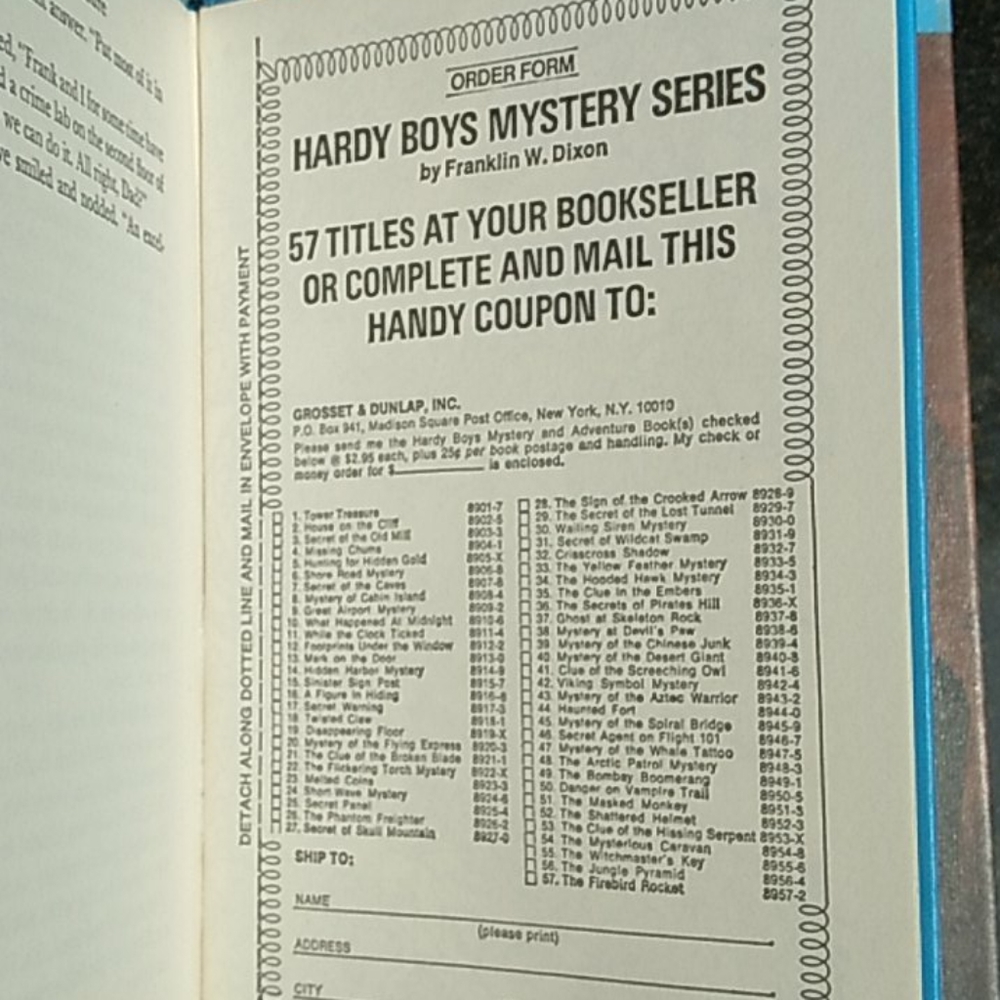 answer. "Put most of it in
"Frank and I for some time have
a crime lab on the second floor of
we can do it. All right, Dad?"
smiled and nodded. "An excel-
DETACH ALONG DOTTED LINE AND MAIL IN ENVELOPE WITH PAYMENT
ORDER FORM
HARDY BOYS MYSTERY SERIES
by Franklin W. Dixon
57 TITLES AT YOUR BOOKSELLER
OR COMPLETE AND MAIL THIS
HANDY COUPON TO:
GROSSET & DUNLAP, INC.
P.O. Box 941, Madison Square Post Office, New York, N.Y. 10010
Please send me the Hardy Boys Mystery and Adventure Book(s) checked
below @ $2.95 each, plus 25¢ per book postage and handling. My check or
money order for $ is enclosed.
1. Tower Treasure 8901-7
2. House on the Cliff 8902-5
3. Secret of the Old Mill 8903-3
4. Missing Chums 8904-1
5. Hunting for Hidden Gold 8905-X
6. Shore Road Mystery 8906-8
7. Secret of the Caves 8907-6
8. Mystery of Cabin Island 8908-4
9. Great Airport Mystery 8909-2
10. What Happened At Midnight 8910-6
11. While the Clock Ticked 8911-4
12. Footprints Under the Window 8912-2
13. Mark on the Door 8913-0
14. Hidden Harbor Mystery 8914-9
15. Sinister Sign Post 8915-7
16. A Figure in Hiding 8916-5
17. Secret Warning 8917-3
18. Twisted Claw 8918-1
19. Disappearing Floor 8919-X
20. Mystery of the Flying Express 8920-3
21. The Clue of the Broken Blade 8921-1
22. The Flickering Torch Mystery 8922-X
23. Melted Coins 8923-3
24. Short Wave Mystery 8924-6
25. Secret Panel 8925-4
26. The Phantom Freighter 8926-2
27. Secret of Skull Mountain 8927-0
28. The Sign of the Crooked Arrow 8928-9
29. The Secret of the Lost Tunnel 8929-7
30. Wailing Siren Mystery 8930-0
31. Secret of Wildcat Swamp 8931-9
32. Crisscross Shadow 8932-7
33. The Yellow Feather Mystery 8933-5
34. The Hooded Hawk Mystery 8934-3
35. The Clue in the Embers 8935-1
36. The Secrets of Pirates Hill 8936-X
37. Ghost at Skeleton Rock 8937-8
38. Mystery at Devil's Paw 8938-6
39. Mystery of the Chinese Junk 8939-4
40. Mystery of the Desert Giant 8940-8
41. Clue of the Screeching Owl 8941-6
42. Viking Symbol Mystery 8942-4
43. Mystery of the Aztec Warrior 8943-2
44. Haunted Fort 8944-0
45. Mystery of the Spiral Bridge 8945-9
46. Secret Agent on Flight 101 8946-7
47. Mystery of the Whale Tattoo 8947-5
48. The Arctic Patrol Mystery 8948-3
49. The Bombay Boomerang 8949-1
50. Danger on Vampire Trail 8950-5
51. The Masked Monkey 8951-3
52. The Shattered Helmet 8952-3
53. The Clue of the Hissing Serpent 8953-X
54. The Mysterious Caravan 8954-8
55. The Witchmaster's Key 8955-6
56. The Jungle Pyramid 8956-4
57. The Firebird Rocket 8957-2
SHIP TO:
NAME
(please print)
ADDRESS
CITY